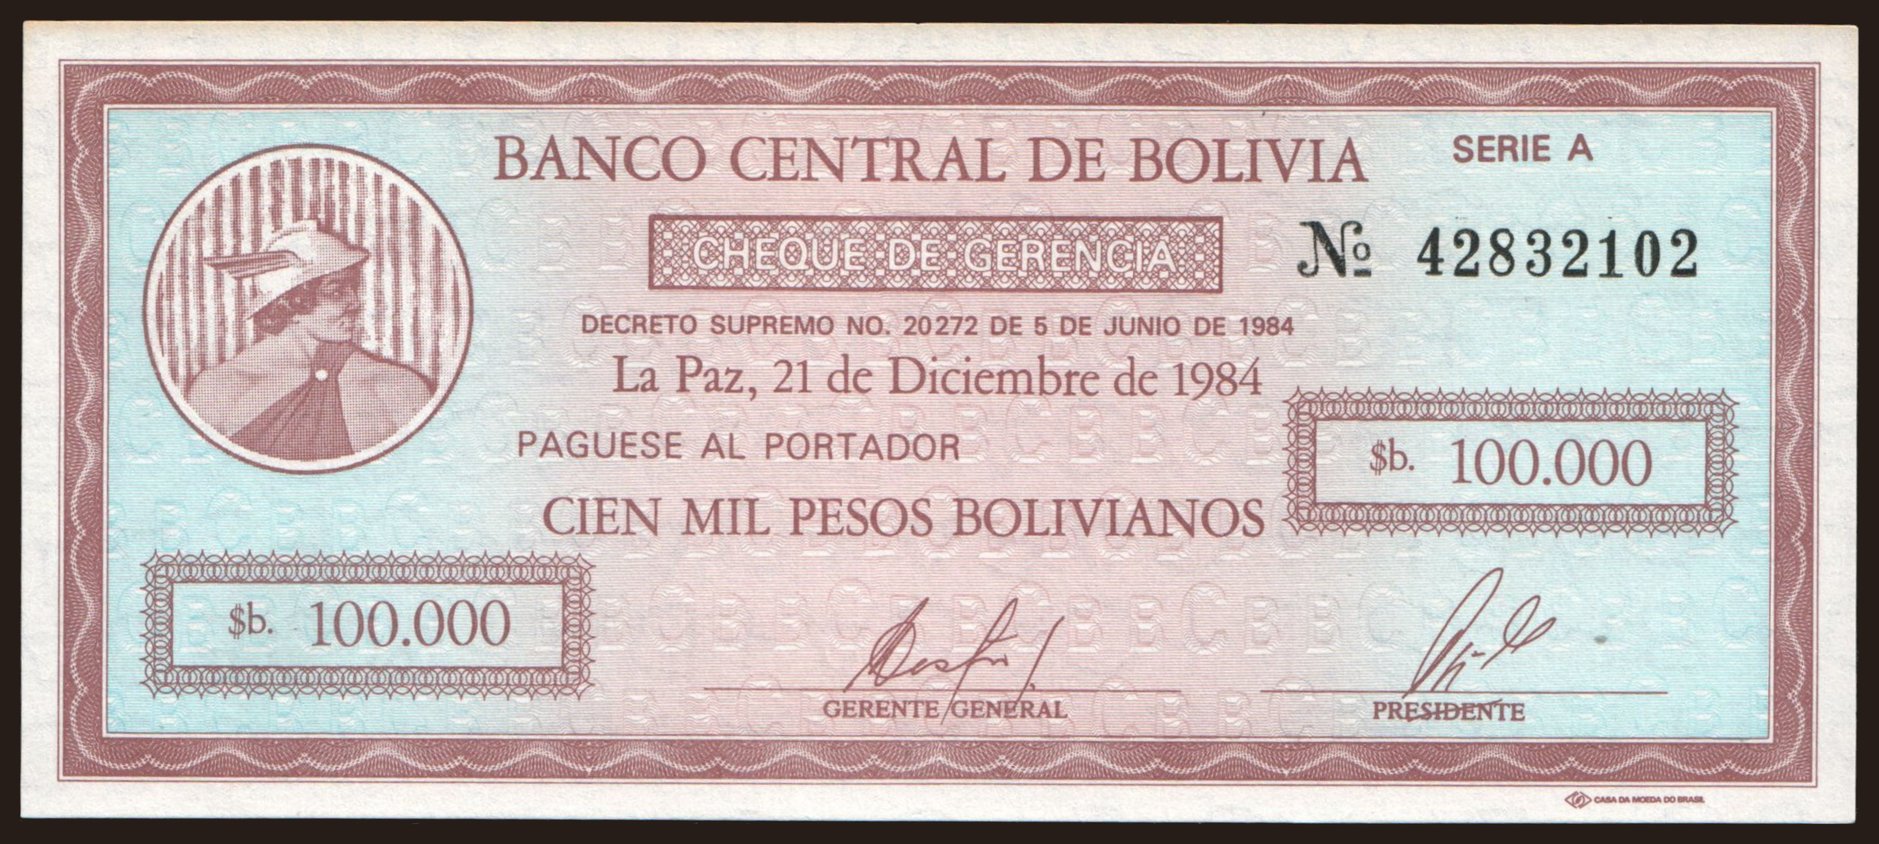 BANCO CENTRAL DE BOLIVIA
SERIE A
CHEQUE DE GERENCIA
No 42832102
DECRETO SUPREMO NO. 20272 DE 5 DE JUNIO DE 1984
La Paz, 21 de Diciembre de 1984
PAGUESE AL PORTADOR
$b. 100.000
CIEN MIL PESOS BOLIVIANOS
$b. 100.000
GERENTE GENERAL
PRESIDENTE
CASA DA MOEDA DO BRASIL